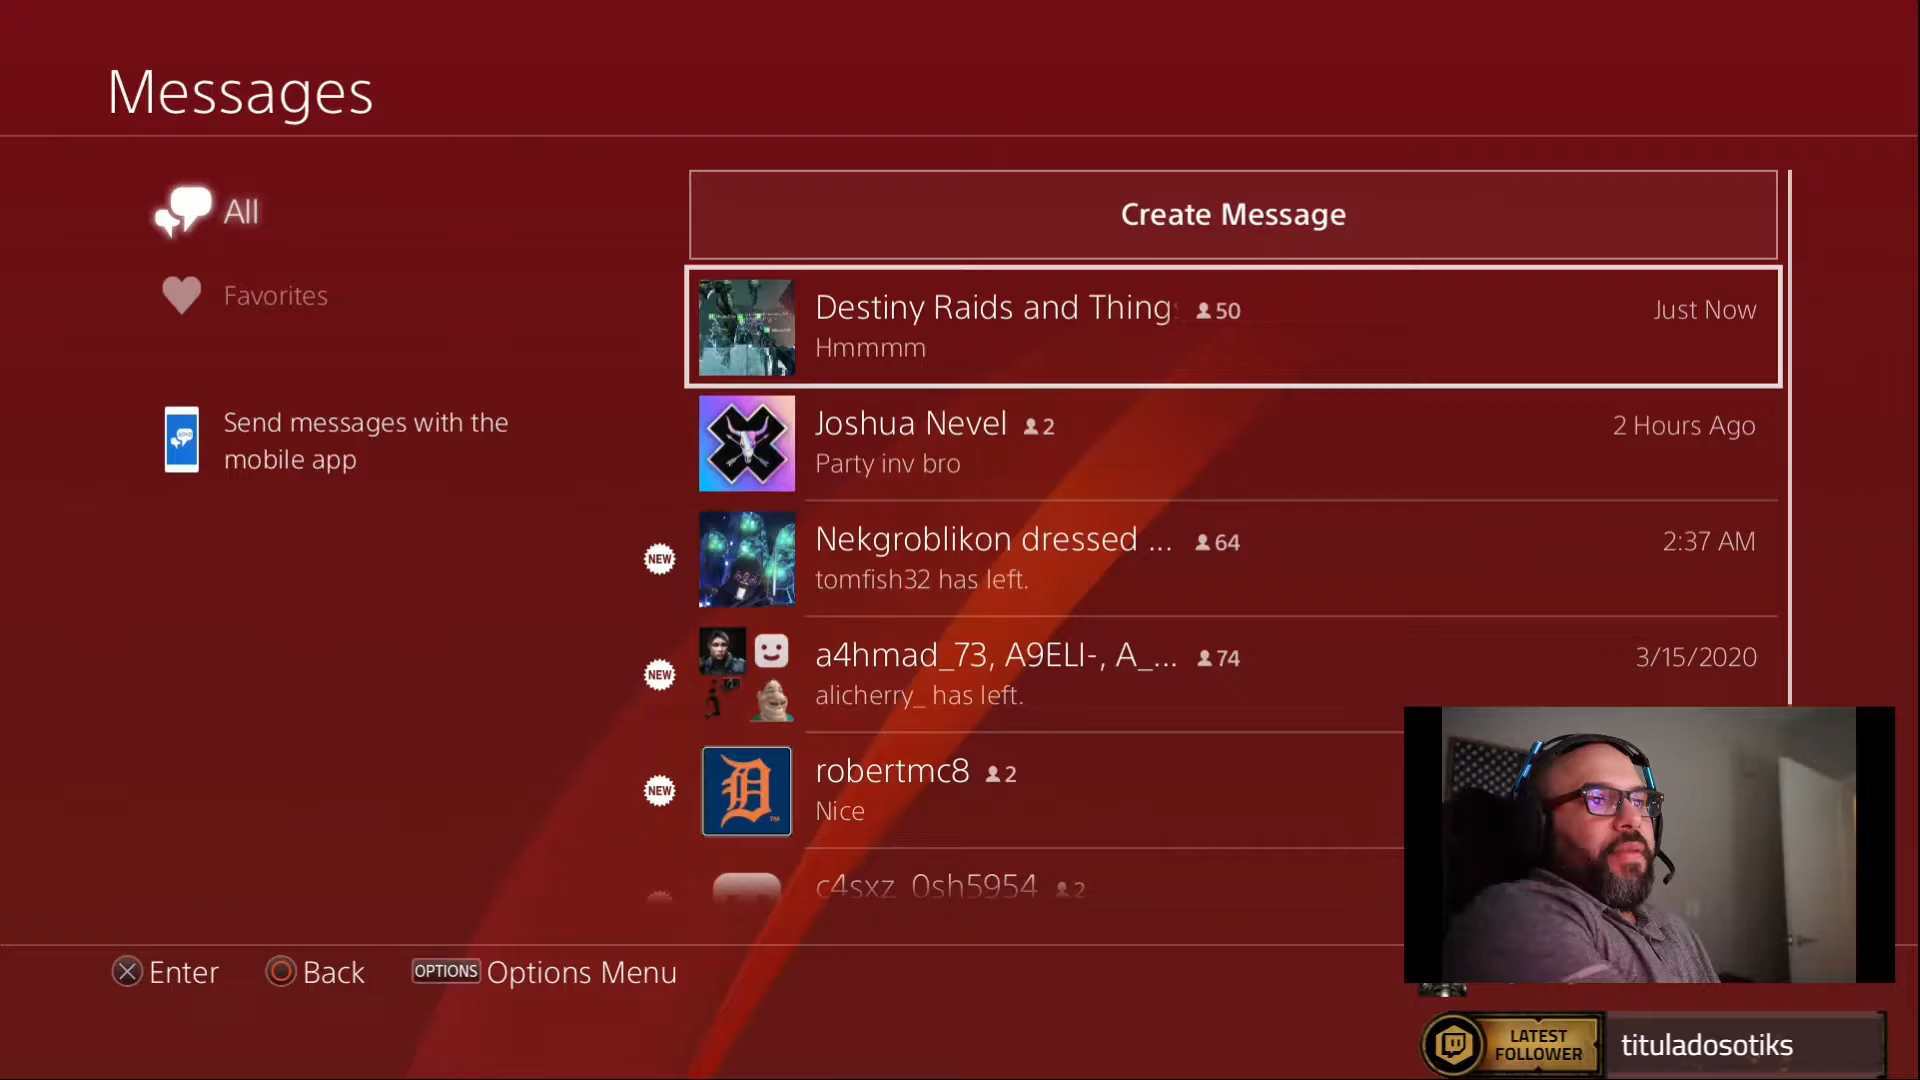 Messages
All
Favorites
Send messages with the
mobile app
Create Message
Destiny Raids and Things 50 Just Now
Hmmmm
Joshua Nevel 2 2 Hours Ago
Party inv bro
NEW Nekgroblikon dressed ... 64 2:37 AM
tomfish32 has left.
NEW a4hmad_73, A9ELI-, A_... 74 3/15/2020
alicherry_ has left.
NEW robertmc8 2
Nice
c4sxz_0sh5954 2
Enter Back OPTIONS Options Menu
LATEST
FOLLOWER
tituladosotiks